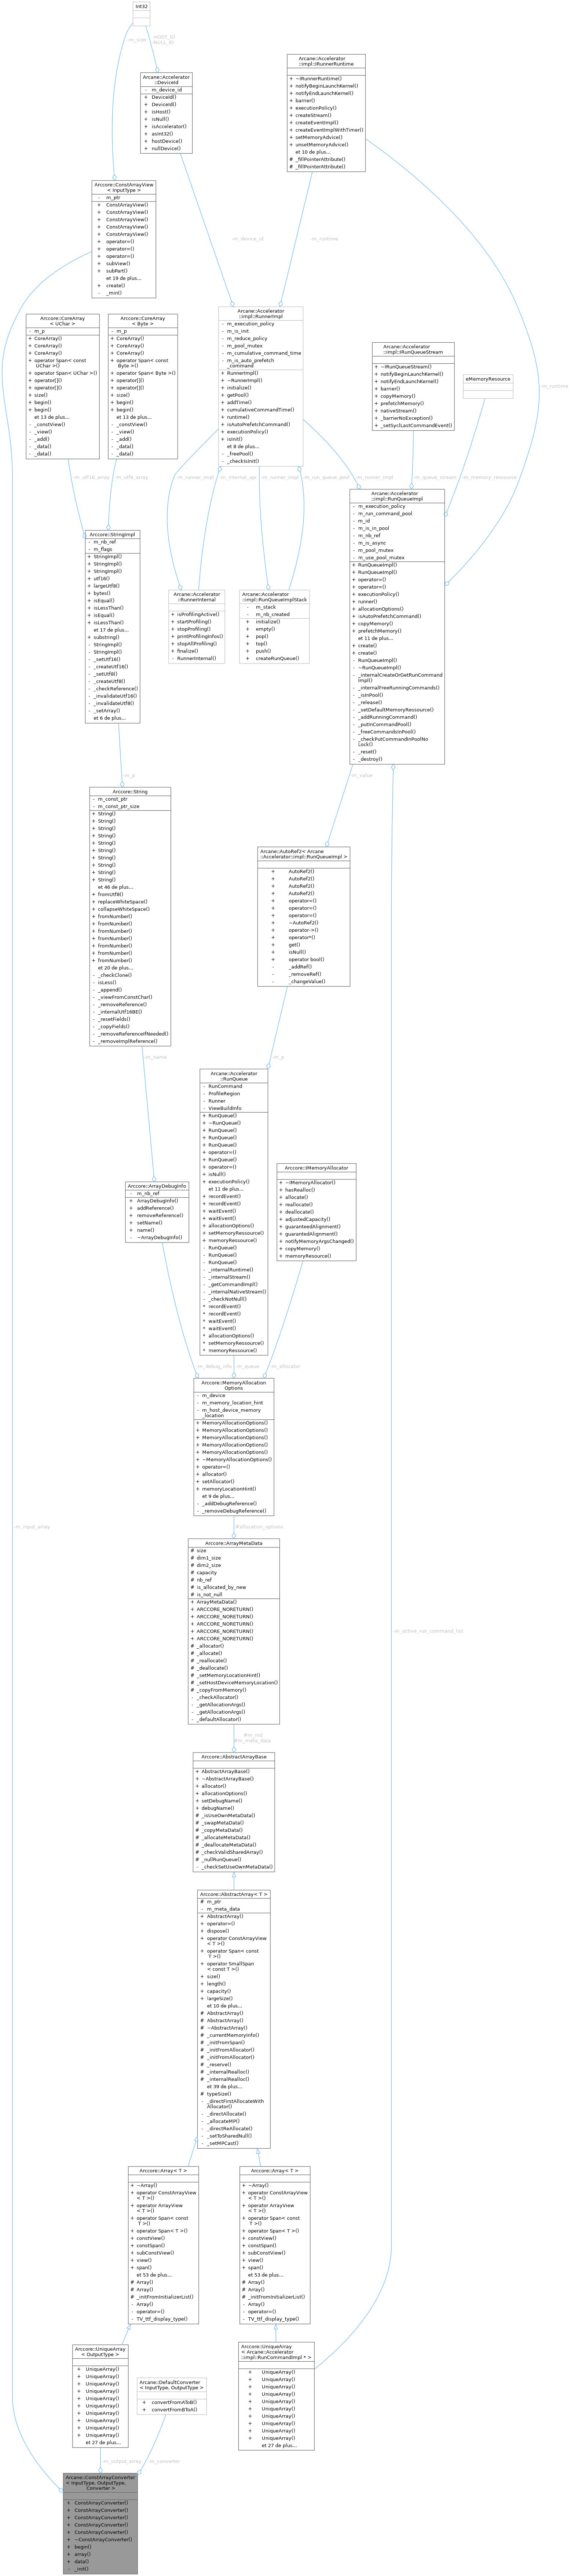 Int32
-m_size
-HOST_ID
-NULL_ID
Arcane::Accelerator
::DeviceId
- m_device_id
+ DeviceId()
+ DeviceId()
+ isHost()
+ isNull()
+ isAccelerator()
+ asInt32()
+ hostDevice()
+ nullDevice()
Arcane::Accelerator
::impl::IRunnerRuntime
+ ~IRunnerRuntime()
+ notifyBeginLaunchKernel()
+ notifyEndLaunchKernel()
+ barrier()
+ executionPolicy()
+ createStream()
+ createEventImpl()
+ createEventImplWithTimer()
+ setMemoryAdvice()
+ unsetMemoryAdvice()
et 10 de plus...
# _fillPointerAttribute()
# _fillPointerAttribute()
Arccore::ConstArrayView
< InputType >
- m_ptr
+ ConstArrayView()
+ ConstArrayView()
+ ConstArrayView()
+ ConstArrayView()
+ ConstArrayView()
+ operator=()
+ operator=()
+ operator=()
+ subView()
+ subPart()
et 19 de plus...
+ create()
- _min()
-m_device_id
-m_runtime
-m_runtime
Arccore::CoreArray
< UChar >
- m_p
+ CoreArray()
+ CoreArray()
+ CoreArray()
+ operator Span< const
UChar >()
+ operator Span< UChar >()
+ operator[]()
+ operator[]()
+ size()
+ begin()
+ begin()
et 13 de plus...
- _constView()
- _view()
- _add()
- _data()
- _data()
Arccore::CoreArray
< Byte >
- m_p
+ CoreArray()
+ CoreArray()
+ CoreArray()
+ operator Span< const
Byte >()
+ operator Span< Byte >()
+ operator[]()
+ operator[]()
+ size()
+ begin()
+ begin()
et 13 de plus...
- _constView()
- _view()
- _add()
- _data()
- _data()
Arcane::Accelerator
::impl::RunnerImpl
- m_execution_policy
- m_is_init
- m_reduce_policy
- m_pool_mutex
- m_cumulative_command_time
- m_is_auto_prefetch
_command
+ RunnerImpl()
+ ~RunnerImpl()
+ initialize()
+ getPool()
+ addTime()
+ cumulativeCommandTime()
+ runtime()
+ isAutoPrefetchCommand()
+ executionPolicy()
+ isInit()
et 8 de plus...
- _freePool()
- _checkIsInit()
Arcane::Accelerator
::impl::IRunQueueStream
+ ~IRunQueueStream()
+ notifyBeginLaunchKernel()
+ notifyEndLaunchKernel()
+ barrier()
+ copyMemory()
+ prefetchMemory()
+ nativeStream()
+ _barrierNoException()
+ _setSyclLastCommandEvent()
eMemoryResource
-m_utf16_array
-m_utf8_array
-m_runner_impl
-m_internal_api
-m_runner_impl
-m_run_queue_pool
-m_runner_impl
-m_queue_stream
-m_memory_ressource
Arcane::Accelerator
::impl::RunQueueImpl
- m_execution_policy
- m_run_command_pool
- m_id
- m_is_in_pool
- m_nb_ref
- m_is_async
- m_pool_mutex
- m_use_pool_mutex
+ RunQueueImpl()
+ RunQueueImpl()
+ operator=()
+ operator=()
+ executionPolicy()
+ runner()
+ allocationOptions()
+ isAutoPrefetchCommand()
+ copyMemory()
+ prefetchMemory()
et 11 de plus...
+ create()
+ create()
- RunQueueImpl()
- ~RunQueueImpl()
- _internalCreateOrGetRunCommand
Impl()
- _internalFreeRunningCommands()
- _isInPool()
- _release()
- _setDefaultMemoryRessource()
- _addRunningCommand()
- _putInCommandPool()
- _freeCommandsInPool()
- _checkPutCommandInPoolNo
Lock()
- _reset()
- _destroy()
Arccore::StringImpl
- m_nb_ref
- m_flags
+ StringImpl()
+ StringImpl()
+ StringImpl()
+ utf16()
+ largeUtf8()
+ bytes()
+ isEqual()
+ isLessThan()
+ isEqual()
+ isLessThan()
et 17 de plus...
+ substring()
- StringImpl()
- StringImpl()
- _setUtf16()
- _createUtf16()
- _setUtf8()
- _createUtf8()
- _checkReference()
- _invalidateUtf16()
- _invalidateUtf8()
- _setArray()
et 6 de plus...
Arcane::Accelerator
::RunnerInternal
+ isProfilingActive()
+ startProfiling()
+ stopProfiling()
+ printProfilingInfos()
+ stopAllProfiling()
+ finalize()
- RunnerInternal()
Arcane::Accelerator
::impl::RunQueueImplStack
- m_stack
- m_nb_created
+ initialize()
+ empty()
+ pop()
+ top()
+ push()
+ createRunQueue()
-m_p
-m_value
Arccore::String
- m_const_ptr
- m_const_ptr_size
+ String()
+ String()
+ String()
+ String()
+ String()
+ String()
+ String()
+ String()
+ String()
+ String()
et 46 de plus...
+ fromUtf8()
+ replaceWhiteSpace()
+ collapseWhiteSpace()
+ fromNumber()
+ fromNumber()
+ fromNumber()
+ fromNumber()
+ fromNumber()
+ fromNumber()
+ fromNumber()
et 20 de plus...
- _checkClone()
- isLess()
- _append()
- _viewFromConstChar()
- _removeReference()
- _internalUtf16BE()
- _resetFields()
- _copyFields()
- _removeReferenceIfNeeded()
- _removeImplReference()
Arcane::AutoRef2< Arcane
::Accelerator::impl::RunQueueImpl >
+ AutoRef2()
+ AutoRef2()
+ AutoRef2()
+ AutoRef2()
+ operator=()
+ operator=()
+ operator=()
+ ~AutoRef2()
+ operator->()
+ operator*()
+ get()
+ isNull()
+ operator bool()
- _addRef()
- _removeRef()
- _changeValue()
-m_name
-m_p
Arcane::Accelerator
::RunQueue
- RunCommand
- ProfileRegion
- Runner
- ViewBuildInfo
+ RunQueue()
+ ~RunQueue()
+ RunQueue()
+ RunQueue()
+ RunQueue()
+ operator=()
+ RunQueue()
+ operator=()
+ isNull()
+ executionPolicy()
et 11 de plus...
+ recordEvent()
+ recordEvent()
+ waitEvent()
+ waitEvent()
+ allocationOptions()
+ setMemoryRessource()
+ memoryRessource()
- RunQueue()
- RunQueue()
- RunQueue()
- _internalRuntime()
- _internalStream()
- _getCommandImpl()
- _internalNativeStream()
- _checkNotNull()
* recordEvent()
* recordEvent()
* waitEvent()
* waitEvent()
* allocationOptions()
* setMemoryRessource()
* memoryRessource()
Arccore::ArrayDebugInfo
- m_nb_ref
+ ArrayDebugInfo()
+ addReference()
+ removeReference()
+ setName()
+ name()
- ~ArrayDebugInfo()
Arccore::IMemoryAllocator
+ ~IMemoryAllocator()
+ hasRealloc()
+ allocate()
+ reallocate()
+ deallocate()
+ adjustedCapacity()
+ guaranteedAlignment()
+ guarantedAlignment()
+ notifyMemoryArgsChanged()
+ copyMemory()
+ memoryResource()
-m_debug_info
-m_queue
-m_allocator
Arccore::MemoryAllocation
Options
- m_device
- m_memory_location_hint
- m_host_device_memory
_location
+ MemoryAllocationOptions()
+ MemoryAllocationOptions()
+ MemoryAllocationOptions()
+ MemoryAllocationOptions()
+ MemoryAllocationOptions()
+ ~MemoryAllocationOptions()
+ operator=()
+ allocator()
+ setAllocator()
+ memoryLocationHint()
et 9 de plus...
- _addDebugReference()
- _removeDebugReference()
-m_input_array
#allocation_options
Arccore::ArrayMetaData
# size
# dim1_size
# dim2_size
# capacity
# nb_ref
# is_allocated_by_new
# is_not_null
+ ArrayMetaData()
+ ARCCORE_NORETURN()
+ ARCCORE_NORETURN()
+ ARCCORE_NORETURN()
+ ARCCORE_NORETURN()
+ ARCCORE_NORETURN()
# _allocator()
# _allocate()
# _reallocate()
# _deallocate()
# _setMemoryLocationHint()
# _setHostDeviceMemoryLocation()
# _copyFromMemory()
- _checkAllocator()
- _getAllocationArgs()
- _getAllocationArgs()
- _defaultAllocator()
-m_active_run_command_list
#m_md
#m_meta_data
Arccore::AbstractArrayBase
+ AbstractArrayBase()
+ ~AbstractArrayBase()
+ allocator()
+ allocationOptions()
+ setDebugName()
+ debugName()
# _isUseOwnMetaData()
# _swapMetaData()
# _copyMetaData()
# _allocateMetaData()
# _deallocateMetaData()
# _checkValidSharedArray()
# _nullRunQueue()
- _checkSetUseOwnMetaData()
Arccore::AbstractArray< T >
# m_ptr
- m_meta_data
+ AbstractArray()
+ operator=()
+ dispose()
+ operator ConstArrayView
< T >()
+ operator Span< const
T >()
+ operator SmallSpan
< const T >()
+ size()
+ length()
+ capacity()
+ largeSize()
et 10 de plus...
# AbstractArray()
# AbstractArray()
# ~AbstractArray()
# _currentMemoryInfo()
# _initFromSpan()
# _initFromAllocator()
# _initFromAllocator()
# _reserve()
# _internalRealloc()
# _internalRealloc()
et 39 de plus...
# typeSize()
- _directFirstAllocateWith
Allocator()
- _directAllocate()
- _allocateMP()
- _directReAllocate()
- _setToSharedNull()
- _setMPCast()
Arccore::Array< T >
+ ~Array()
+ operator ConstArrayView
< T >()
+ operator ArrayView
< T >()
+ operator Span< const
T >()
+ operator Span< T >()
+ constView()
+ constSpan()
+ subConstView()
+ view()
+ span()
et 53 de plus...
# Array()
# Array()
# _initFromInitializerList()
- Array()
- operator=()
- TV_ttf_display_type()
Arccore::Array< T >
+ ~Array()
+ operator ConstArrayView
< T >()
+ operator ArrayView
< T >()
+ operator Span< const
T >()
+ operator Span< T >()
+ constView()
+ constSpan()
+ subConstView()
+ view()
+ span()
et 53 de plus...
# Array()
# Array()
# _initFromInitializerList()
- Array()
- operator=()
- TV_ttf_display_type()
Arccore::UniqueArray
< OutputType >
+ UniqueArray()
+ UniqueArray()
+ UniqueArray()
+ UniqueArray()
+ UniqueArray()
+ UniqueArray()
+ UniqueArray()
+ UniqueArray()
+ UniqueArray()
+ UniqueArray()
et 27 de plus...
Arcane::DefaultConverter
< InputType, OutputType >
+ convertFromAToB()
+ convertFromBToA()
Arccore::UniqueArray
< Arcane::Accelerator
::impl::RunCommandImpl * >
+ UniqueArray()
+ UniqueArray()
+ UniqueArray()
+ UniqueArray()
+ UniqueArray()
+ UniqueArray()
+ UniqueArray()
+ UniqueArray()
+ UniqueArray()
+ UniqueArray()
et 27 de plus...
-m_output_array
-m_converter
Arcane::ConstArrayConverter
< InputType, OutputType,
Converter >
+ ConstArrayConverter()
+ ConstArrayConverter()
+ ConstArrayConverter()
+ ConstArrayConverter()
+ ConstArrayConverter()
+ ~ConstArrayConverter()
+ begin()
+ array()
+ data()
- _init()